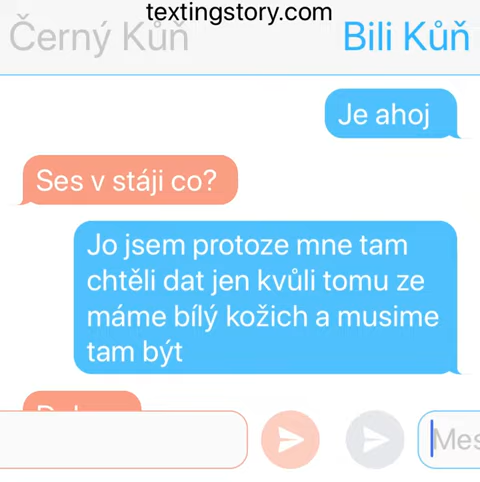 textingstory.com
Černý Kůň
Bili Kůň
Je ahoj
Ses v stáji co?
Jo jsem protoze mne tam
chtěli dat jen kvůli tomu ze
máme bílý kožich a musime
tam být
Mes